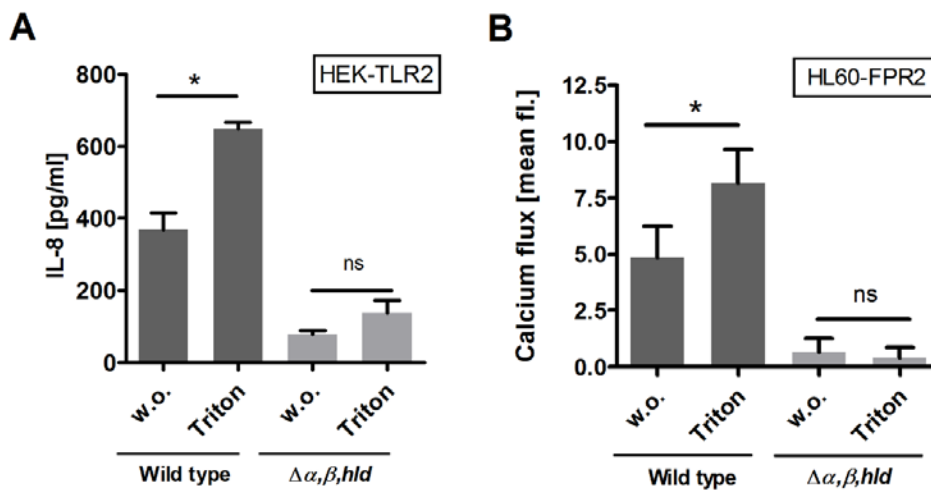 A
HEK-TLR2
IL-8 [pg/ml]
800
600
400
200
0
*
ns
w.o.
Triton
w.o.
Triton
Wild type
Δα,β,hld
B
HL60-FPR2
Calcium flux [mean fl.]
12.5
10.0
7.5
5.0
2.5
0.0
*
ns
w.o.
Triton
w.o.
Triton
Wild type
Δα,β,hld